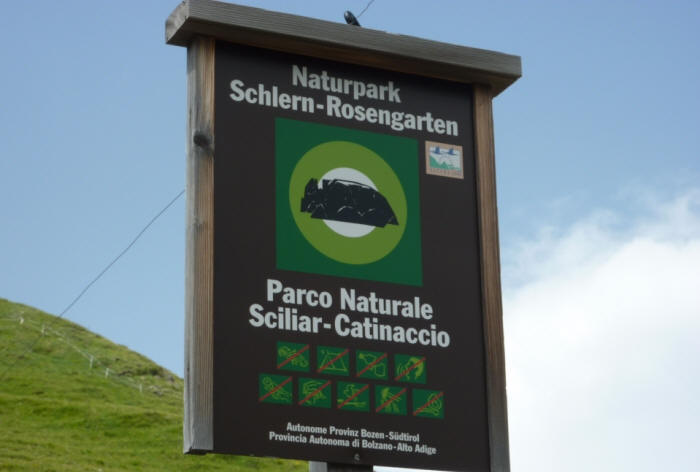 Naturpark
Schlern-Rosengarten
Parco Naturale
Sciliar-Catinaccio
Autonome Provinz Bozen-Südtirol
Provincia Autonoma di Bolzano-Alto Adige